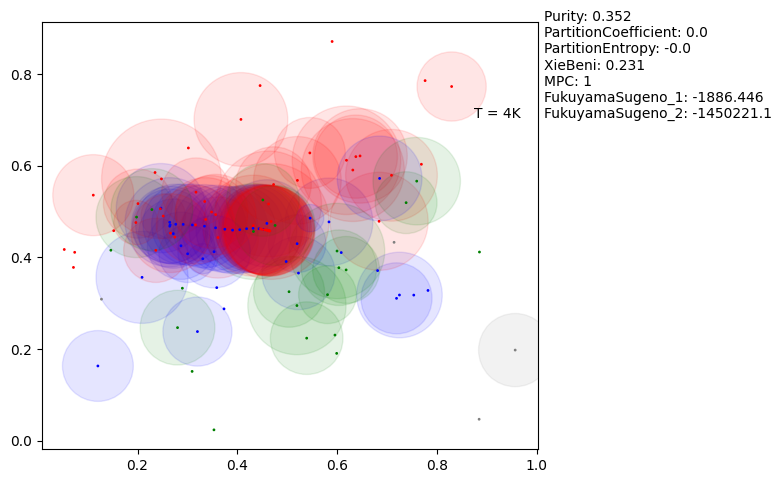 Purity: 0.352
PartitionCoefficient: 0.0
PartitionEntropy: -0.0
XieBeni: 0.231
MPC: 1
FukuyamaSugeno_1: -1886.446
FukuyamaSugeno_2: -1450221.1
T = 4K
0.8
0.6
0.4
0.2
0.0
0.2 0.4 0.6 0.8 1.0